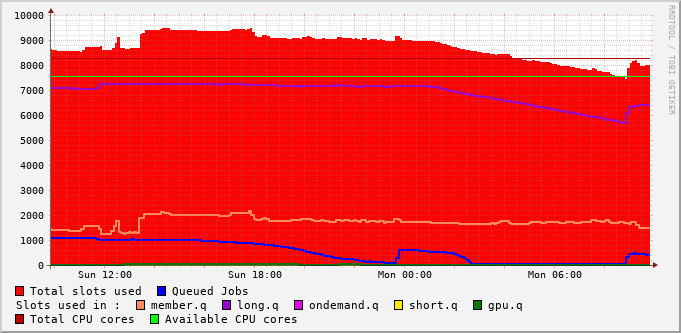 10000
9000
8000
7000
6000
5000
4000
3000
2000
1000
0
Sun 12:00 Sun 18:00 Mon 00:00 Mon 06:00
RRDTOOL / TOBI OETIKER
Total slots used Queued Jobs
Slots used in : member.q long.q ondemand.q short.q gpu.q
Total CPU cores Available CPU cores